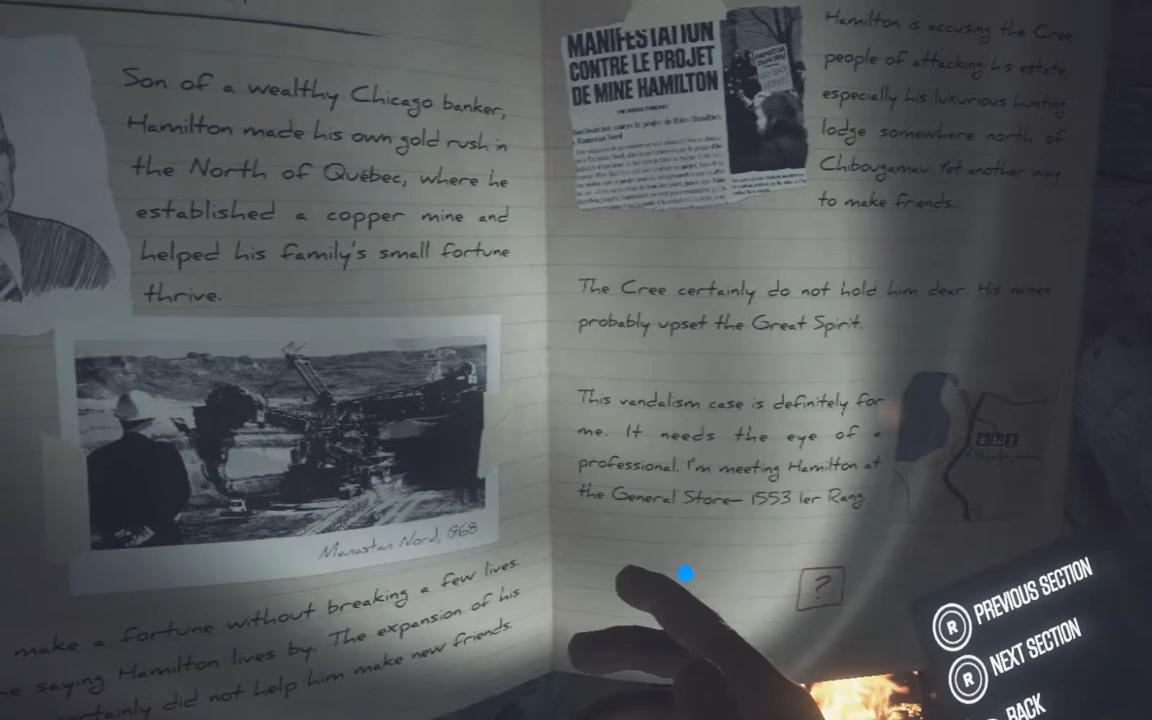 Son of a wealthy Chicago banker,
Hamilton made his own gold rush in
the North of Québec, where he
established a copper mine and
helped his family's small fortune
thrive.
Manastan Nord, 1968
make a fortune without breaking a few lives.
saying Hamilton lives by. The expansion of his
did not help him make new friends.
MANIFESTATION
CONTRE LE PROJET
DE MINE HAMILTON
Hamilton is accusing the Cree
people of attacking his estate,
especially his luxurious hunting
lodge somewhere north of
Chibougamau. Yet another way
to make friends.
The Cree certainly do not hold him dear. His mines
probably upset the Great Spirit.
This vandalism case is definitely for
me. It needs the eye of a
professional. I'm meeting Hamilton at
the General Store— 1553 1er Rang
?
R PREVIOUS SECTION
R NEXT SECTION
BACK